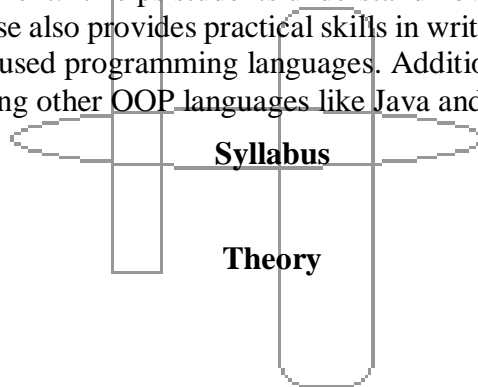 se also provides practical skills in writ
used programming languages. Additio
ng other OOP languages like Java and
Syllabus
Theory